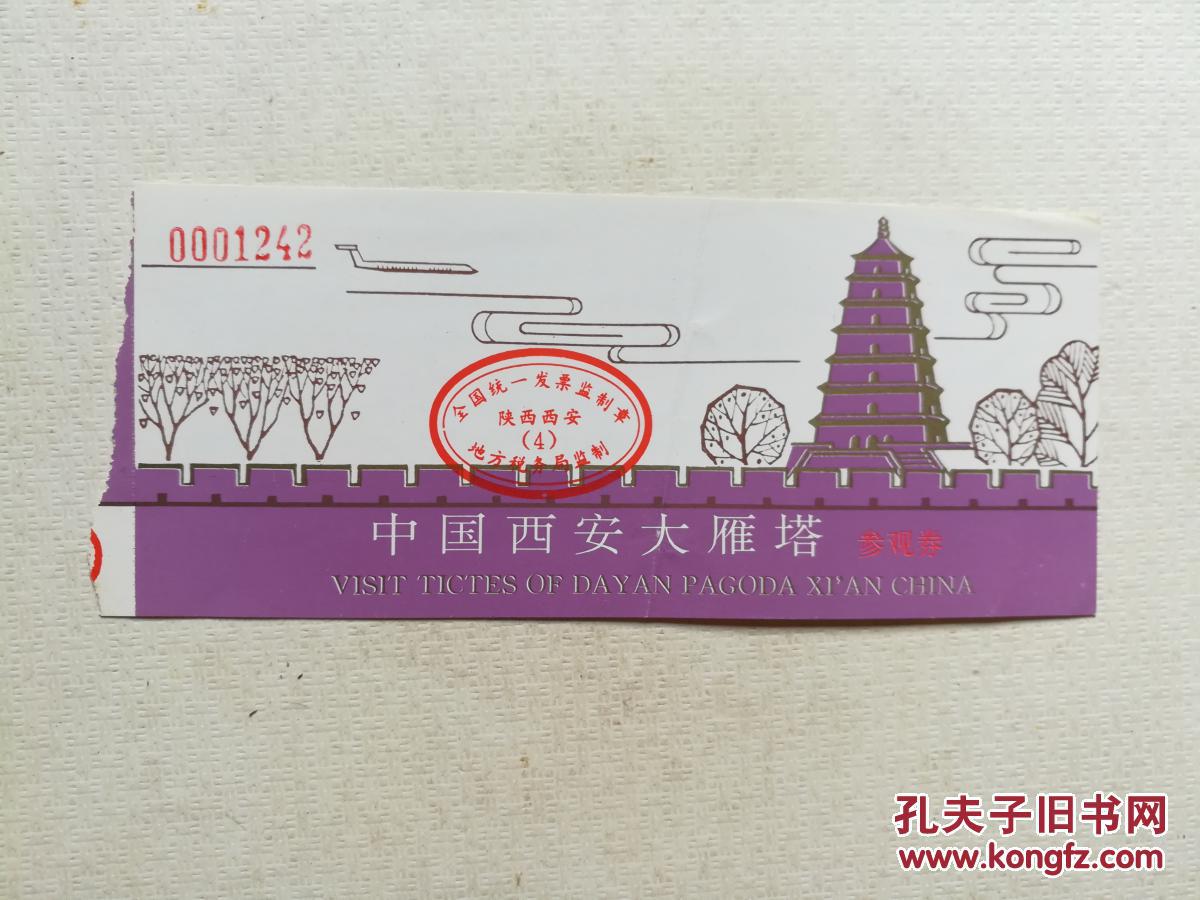 0001242
全国统一发票监制章
陕西西安
(4)
地方税务局监制
中国西安大雁塔 参观券
VISIT TICTES OF DAYAN PAGODA XI'AN CHINA
孔夫子旧书网
www.kongfz.com